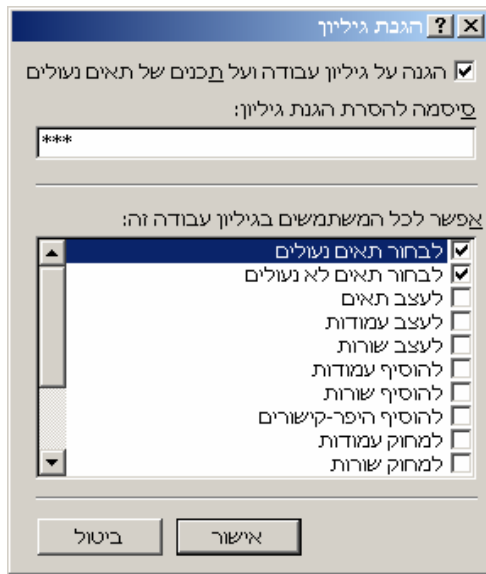 הגנת גיליון
הגנה על גיליון עבודה ועל תכנים של תאים נעולים
סיסמה להסרת הגנת גיליון:
***
אפשר לכל המשתמשים בגיליון עבודה זה:
לבחור תאים נעולים
לבחור תאים לא נעולים
לעצב תאים
לעצב עמודות
לעצב שורות
להוסיף עמודות
להוסיף שורות
להוסיף היפר-קישורים
למחוק עמודות
למחוק שורות
אישור
ביטול